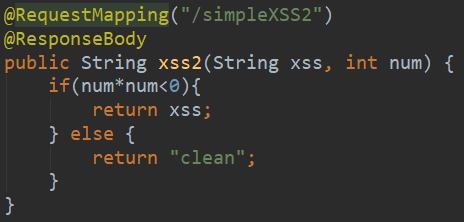 @RequestMapping("/simpleXSS2")
@ResponseBody
public String xss2(String xss, int num) {
    if(num*num<0){
        return xss;
    } else {
        return "clean";
    }
}